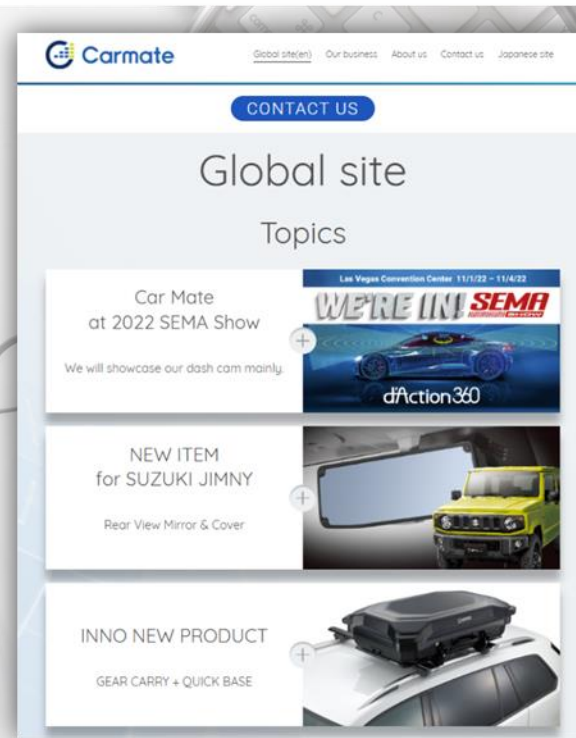 Carmate
Global site(en) Our business About us Contact us Japanese site
CONTACT US
Global site
Topics
Car Mate
at 2022 SEMA Show
We will showcase our dash cam mainly.
Las Vegas Convention Center 11/1/22 – 11/4/22
WE'RE IN! SEMA
d'Action 360
NEW ITEM
for SUZUKI JIMNY
Rear View Mirror & Cover
INNO NEW PRODUCT
GEAR CARRY + QUICK BASE